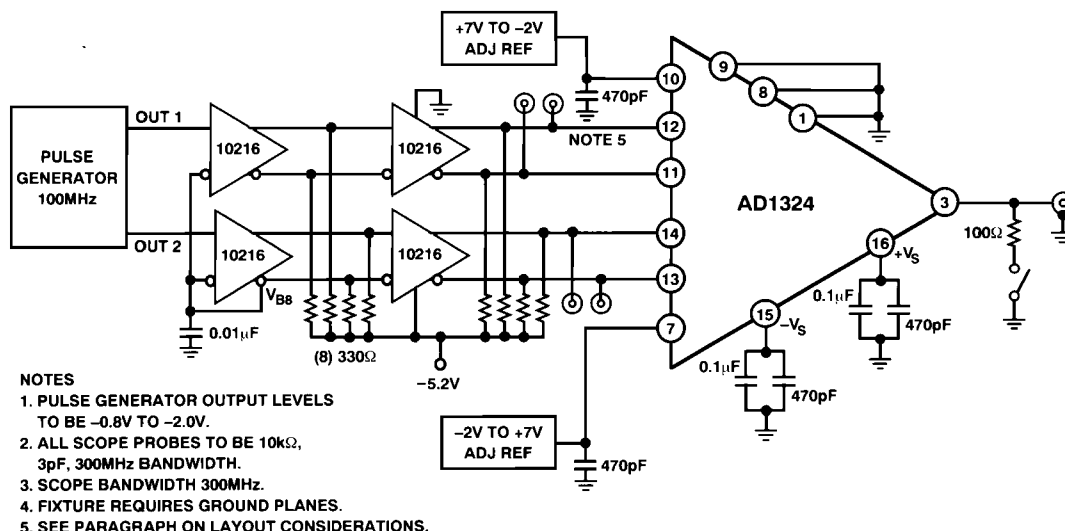 +7V TO –2V
ADJ REF
470pF
PULSE
GENERATOR
100MHz
OUT 1
OUT 2
10216
10216
10216
10216
VB8
0.01µF
(8) 330Ω
–5.2V
NOTE 5
10
12
11
14
13
7
9
8
1
AD1324
3
100Ω
16
+VS
0.1µF
470pF
15
–VS
0.1µF
470pF
–2V TO +7V
ADJ REF
470pF
NOTES
1. PULSE GENERATOR OUTPUT LEVELS
TO BE –0.8V TO –2.0V.
2. ALL SCOPE PROBES TO BE 10kΩ,
3pF, 300MHz BANDWIDTH.
3. SCOPE BANDWIDTH 300MHz.
4. FIXTURE REQUIRES GROUND PLANES.
5. SEE PARAGRAPH ON LAYOUT CONSIDERATIONS.